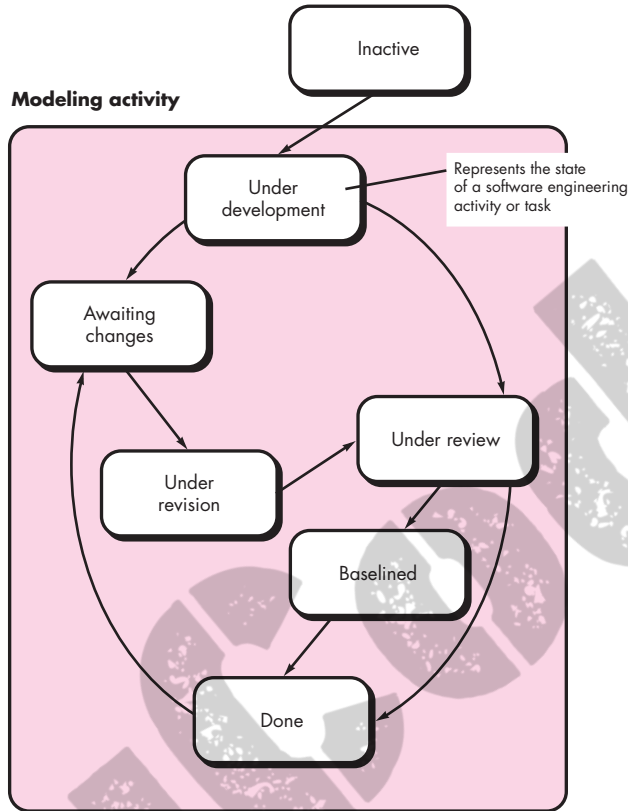 Inactive
Modeling activity
Under
development
Represents the state
of a software engineering
activity or task
Awaiting
changes
Under review
Under
revision
Baselined
Done